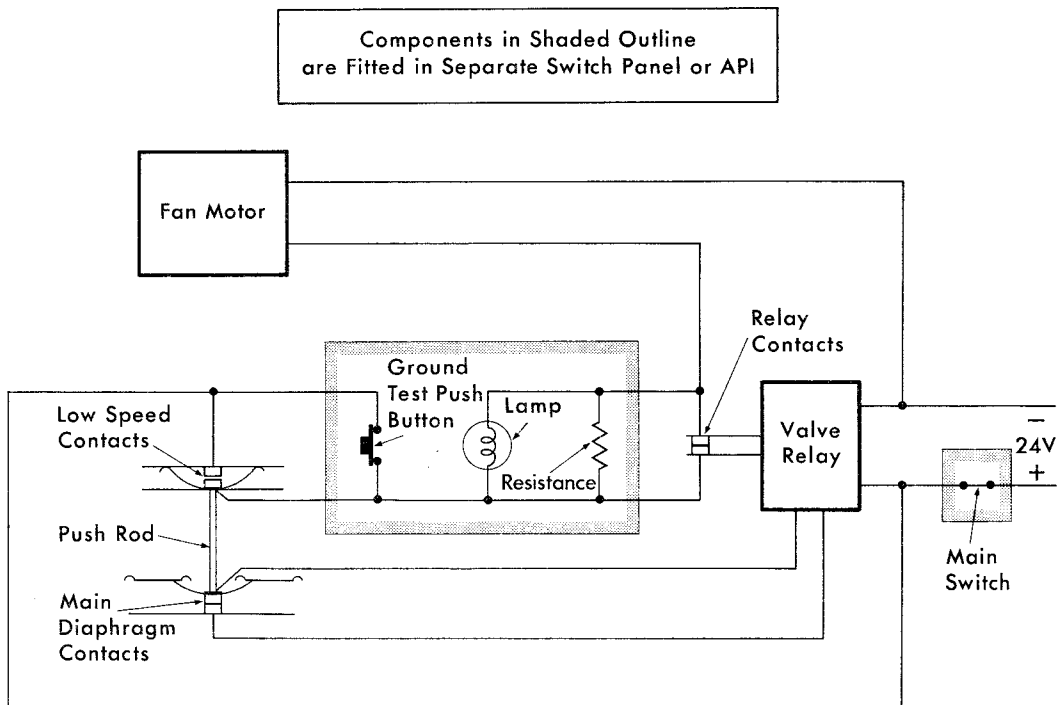 Components in Shaded Outline
are Fitted in Separate Switch Panel or API
Fan Motor
Relay
Contacts
Ground
Test Push
Button
Lamp
Low Speed
Contacts
Valve
Relay
−
24V
+
Resistance
Push Rod
Main
Switch
Main
Diaphragm
Contacts